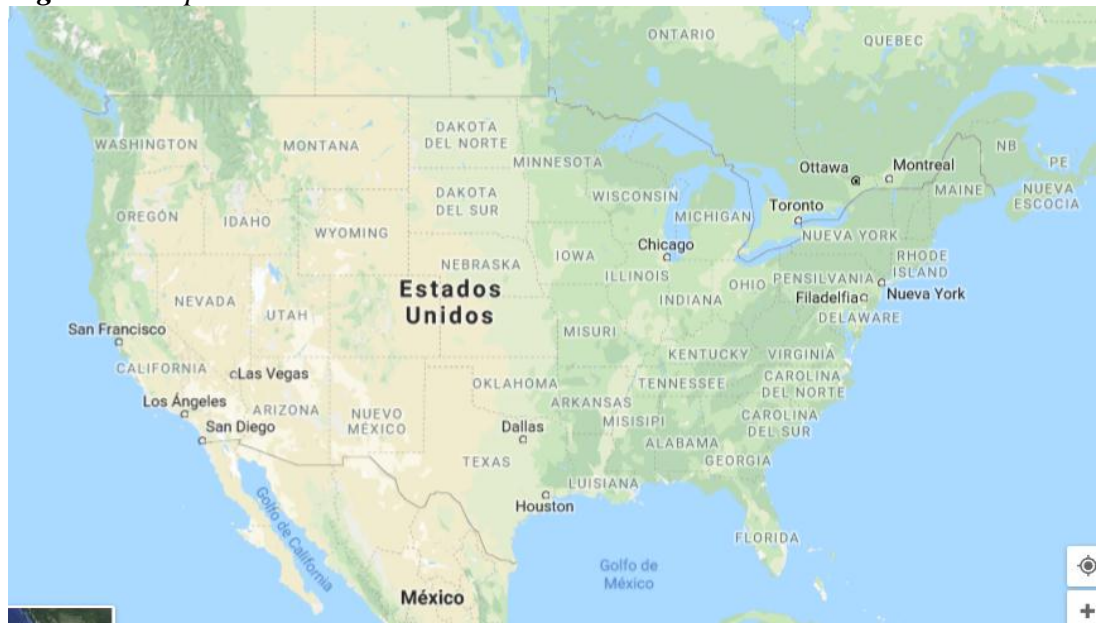 ONTARIO
QUEBEC
WASHINGTON
MONTANA
DAKOTA
DEL NORTE
MINNESOTA
Ottawa
Montreal
NB
PE
MAINE
NUEVA
ESCOCIA
OREGÓN
IDAHO
WYOMING
DAKOTA
DEL SUR
WISCONSIN
MICHIGAN
Toronto
NUEVA YORK
Chicago
IOWA
NEBRASKA
ILLINOIS
INDIANA
OHIO
PENSILVANIA
RHODE
ISLAND
Filadelfia
Nueva York
DELAWARE
Estados
Unidos
NEVADA
UTAH
San Francisco
MISURI
KENTUCKY
VIRGINIA
CALIFORNIA
Las Vegas
OKLAHOMA
TENNESSEE
CAROLINA
DEL NORTE
Los Ángeles
ARIZONA
NUEVO
MÉXICO
ARKANSAS
San Diego
Dallas
MISISIPI
CAROLINA
DEL SUR
ALABAMA
GEORGIA
TEXAS
LUISIANA
Houston
Golfo de California
FLORIDA
Golfo de
México
México